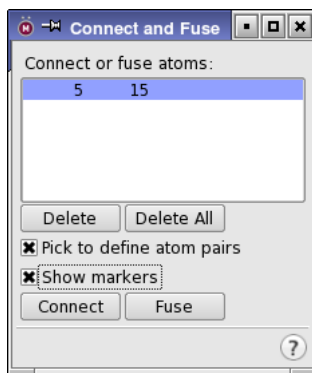 Connect and Fuse
Connect or fuse atoms:
5 15
Delete Delete All
Pick to define atom pairs
Show markers
Connect Fuse
?